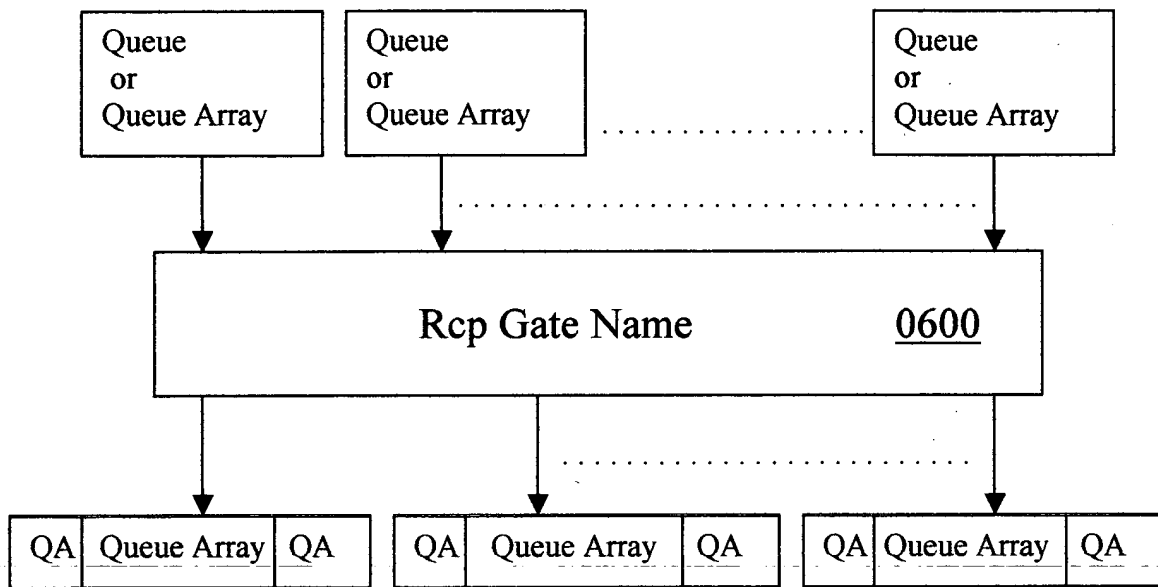 Queue
or
Queue Array
Queue
or
Queue Array
Queue
or
Queue Array
Rcp Gate Name 0600
QA Queue Array QA
QA Queue Array QA
QA Queue Array QA